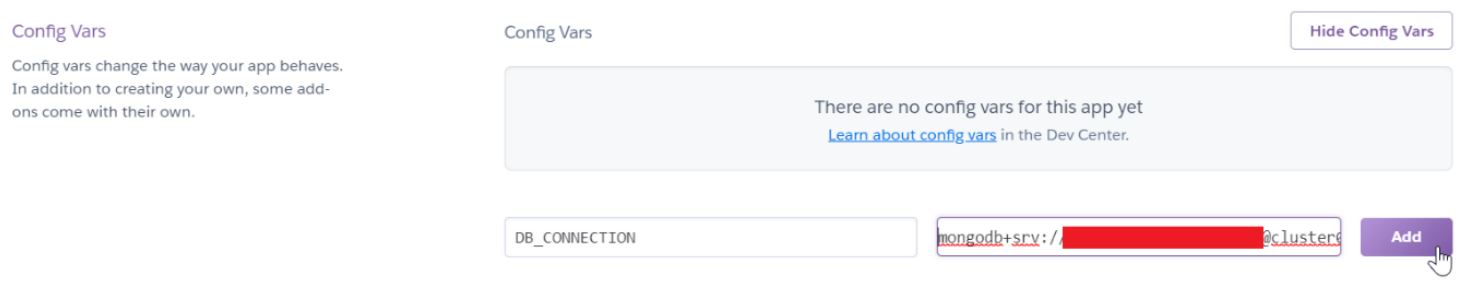 Config Vars
Config vars change the way your app behaves.
In addition to creating your own, some add-
ons come with their own.
Config Vars
Hide Config Vars
There are no config vars for this app yet
Learn about config vars in the Dev Center.
DB_CONNECTION
mongodb+srv:// @cluster0
Add